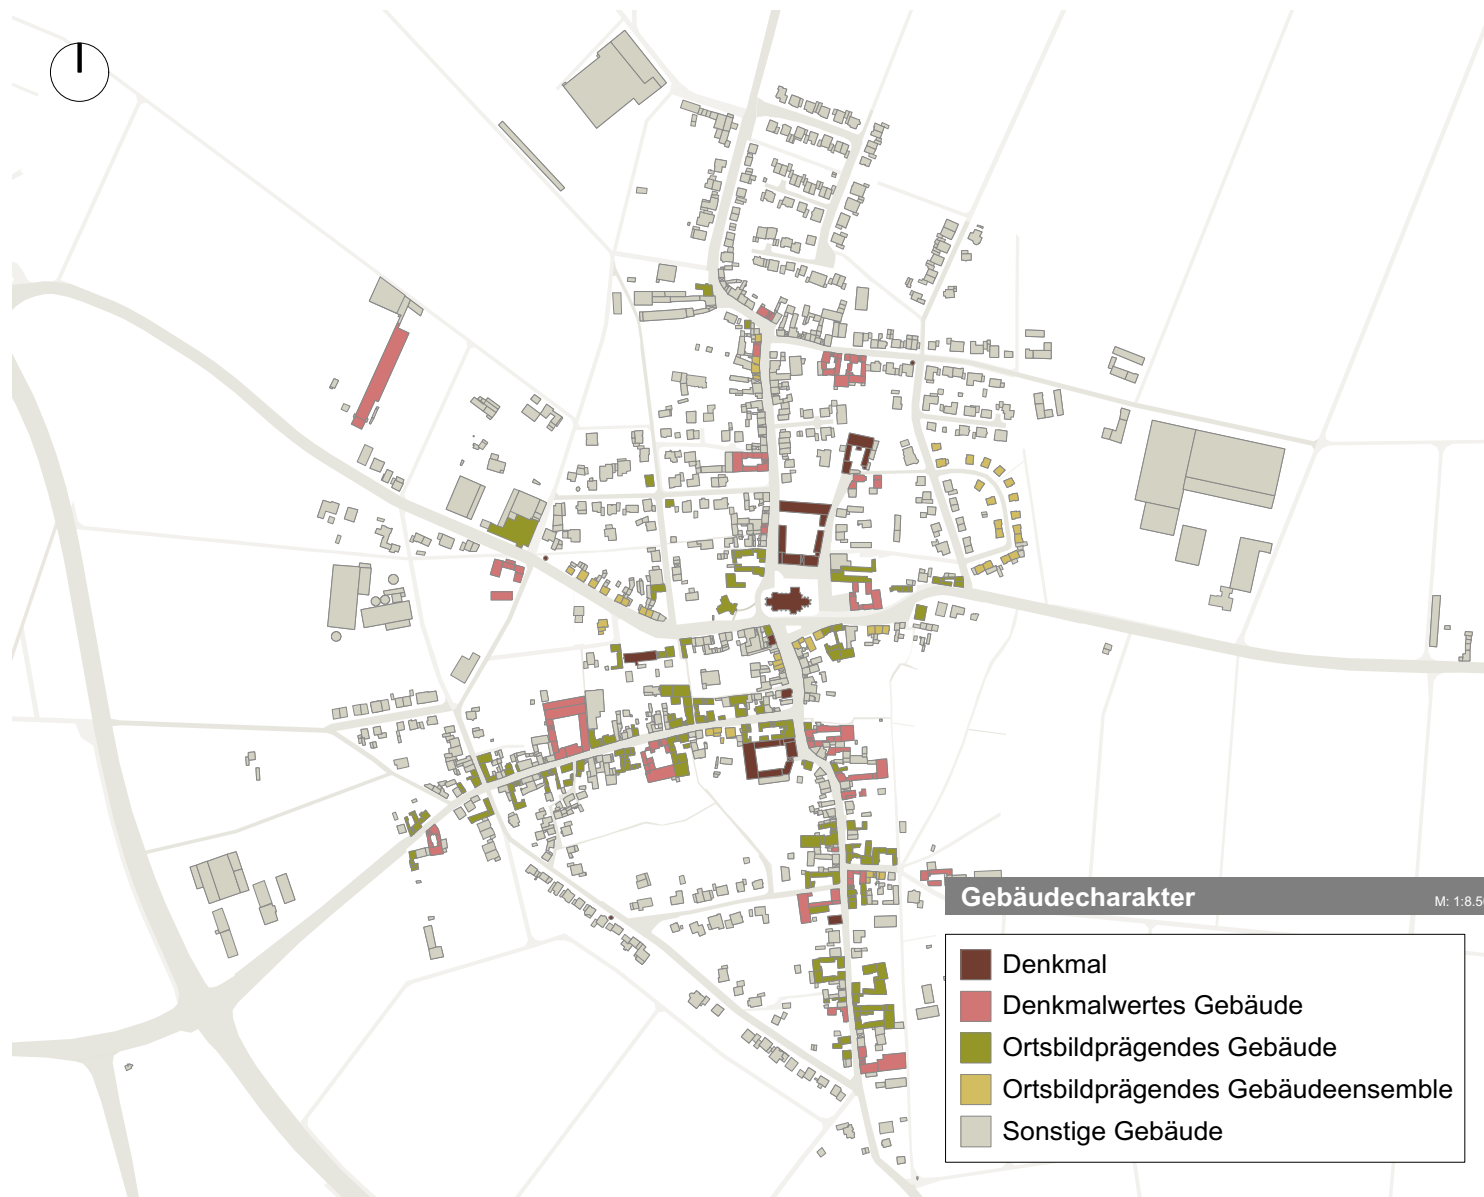 Gebäudecharakter
Denkmal
Denkmalwertes Gebäude
Ortsbildprägendes Gebäude
Ortsbildprägendes Gebäudeensemble
Sonstige Gebäude